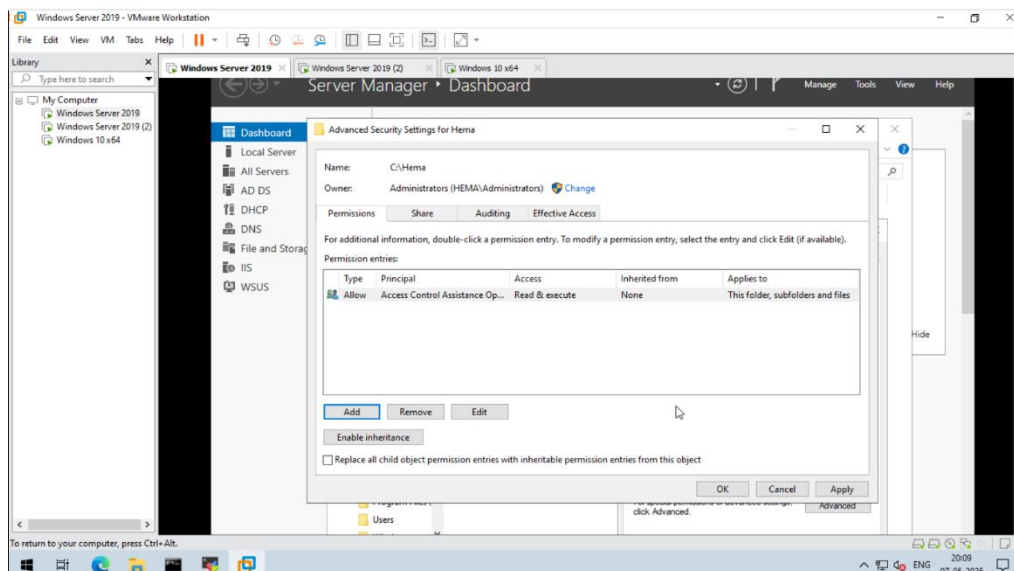 Windows Server 2019 - VMware Workstation
File Edit View VM Tabs Help
Library
Type here to search
My Computer
Windows Server 2019
Windows Server 2019 (2)
Windows 10 x64
Windows Server 2019 Windows Server 2019 (2) Windows 10 x64
Server Manager Dashboard
Manage Tools View Help
Dashboard
Local Server
All Servers
AD DS
DHCP
DNS
File and Storag
IIS
WSUS
Advanced Security Settings for Hema
Name: C:\Hema
Owner: Administrators (HEMA\Administrators) Change
Permissions Share Auditing Effective Access
For additional information, double-click a permission entry. To modify a permission entry, select the entry and click Edit (if available).
Permission entries:
Type Principal Access Inherited from Applies to
Allow Access Control Assistance Op... Read & execute None This folder, subfolders and files
Hide
Add Remove Edit
Enable inheritance
Replace all child object permission entries with inheritable permission entries from this object
OK Cancel Apply
Users
click Advanced.
Advanced
To return to your computer, press Ctrl+Alt.
ENG
20:09
07-05-2025